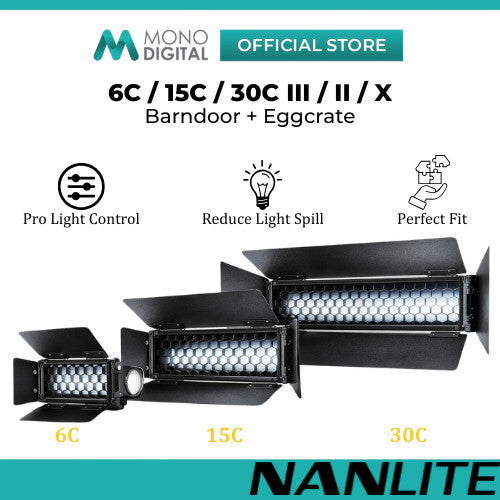 MONO
DIGITAL
OFFICIAL STORE
6C / 15C / 30C III / II / X
Barndoor + Eggcrate
Pro Light Control
Reduce Light Spill
Perfect Fit
6C
15C
30C
NANLITE